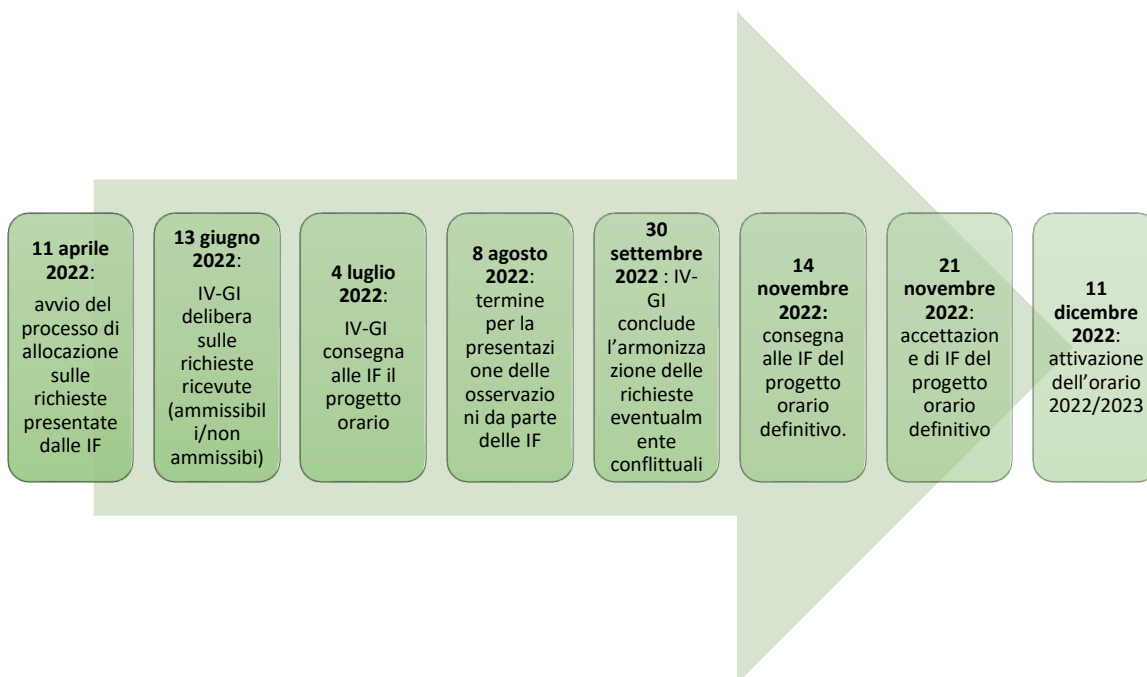 11 aprile
2022:
avvio del
processo di
allocazione
sulle
richieste
presentate
dalle IF
13 giugno
2022:
IV-GI
delibera
sulle
richieste
ricevute
(ammissibil
i/non
ammissibi)
4 luglio
2022:
IV-GI
consegna
alle IF il
progetto
orario
8 agosto
2022:
termine
per la
presentazi
one delle
osservazio
ni da parte
delle IF
30
settembre
2022 : IV-
GI
conclude
l’armonizza
zione delle
richieste
eventualm
ente
conflittuali
14
novembre
2022:
consegna
alle IF del
progetto
orario
definitivo.
21
novembre
2022:
accettazion
e di IF del
progetto
orario
definitivo
11
dicembre
2022:
attivazione
dell’orario
2022/2023